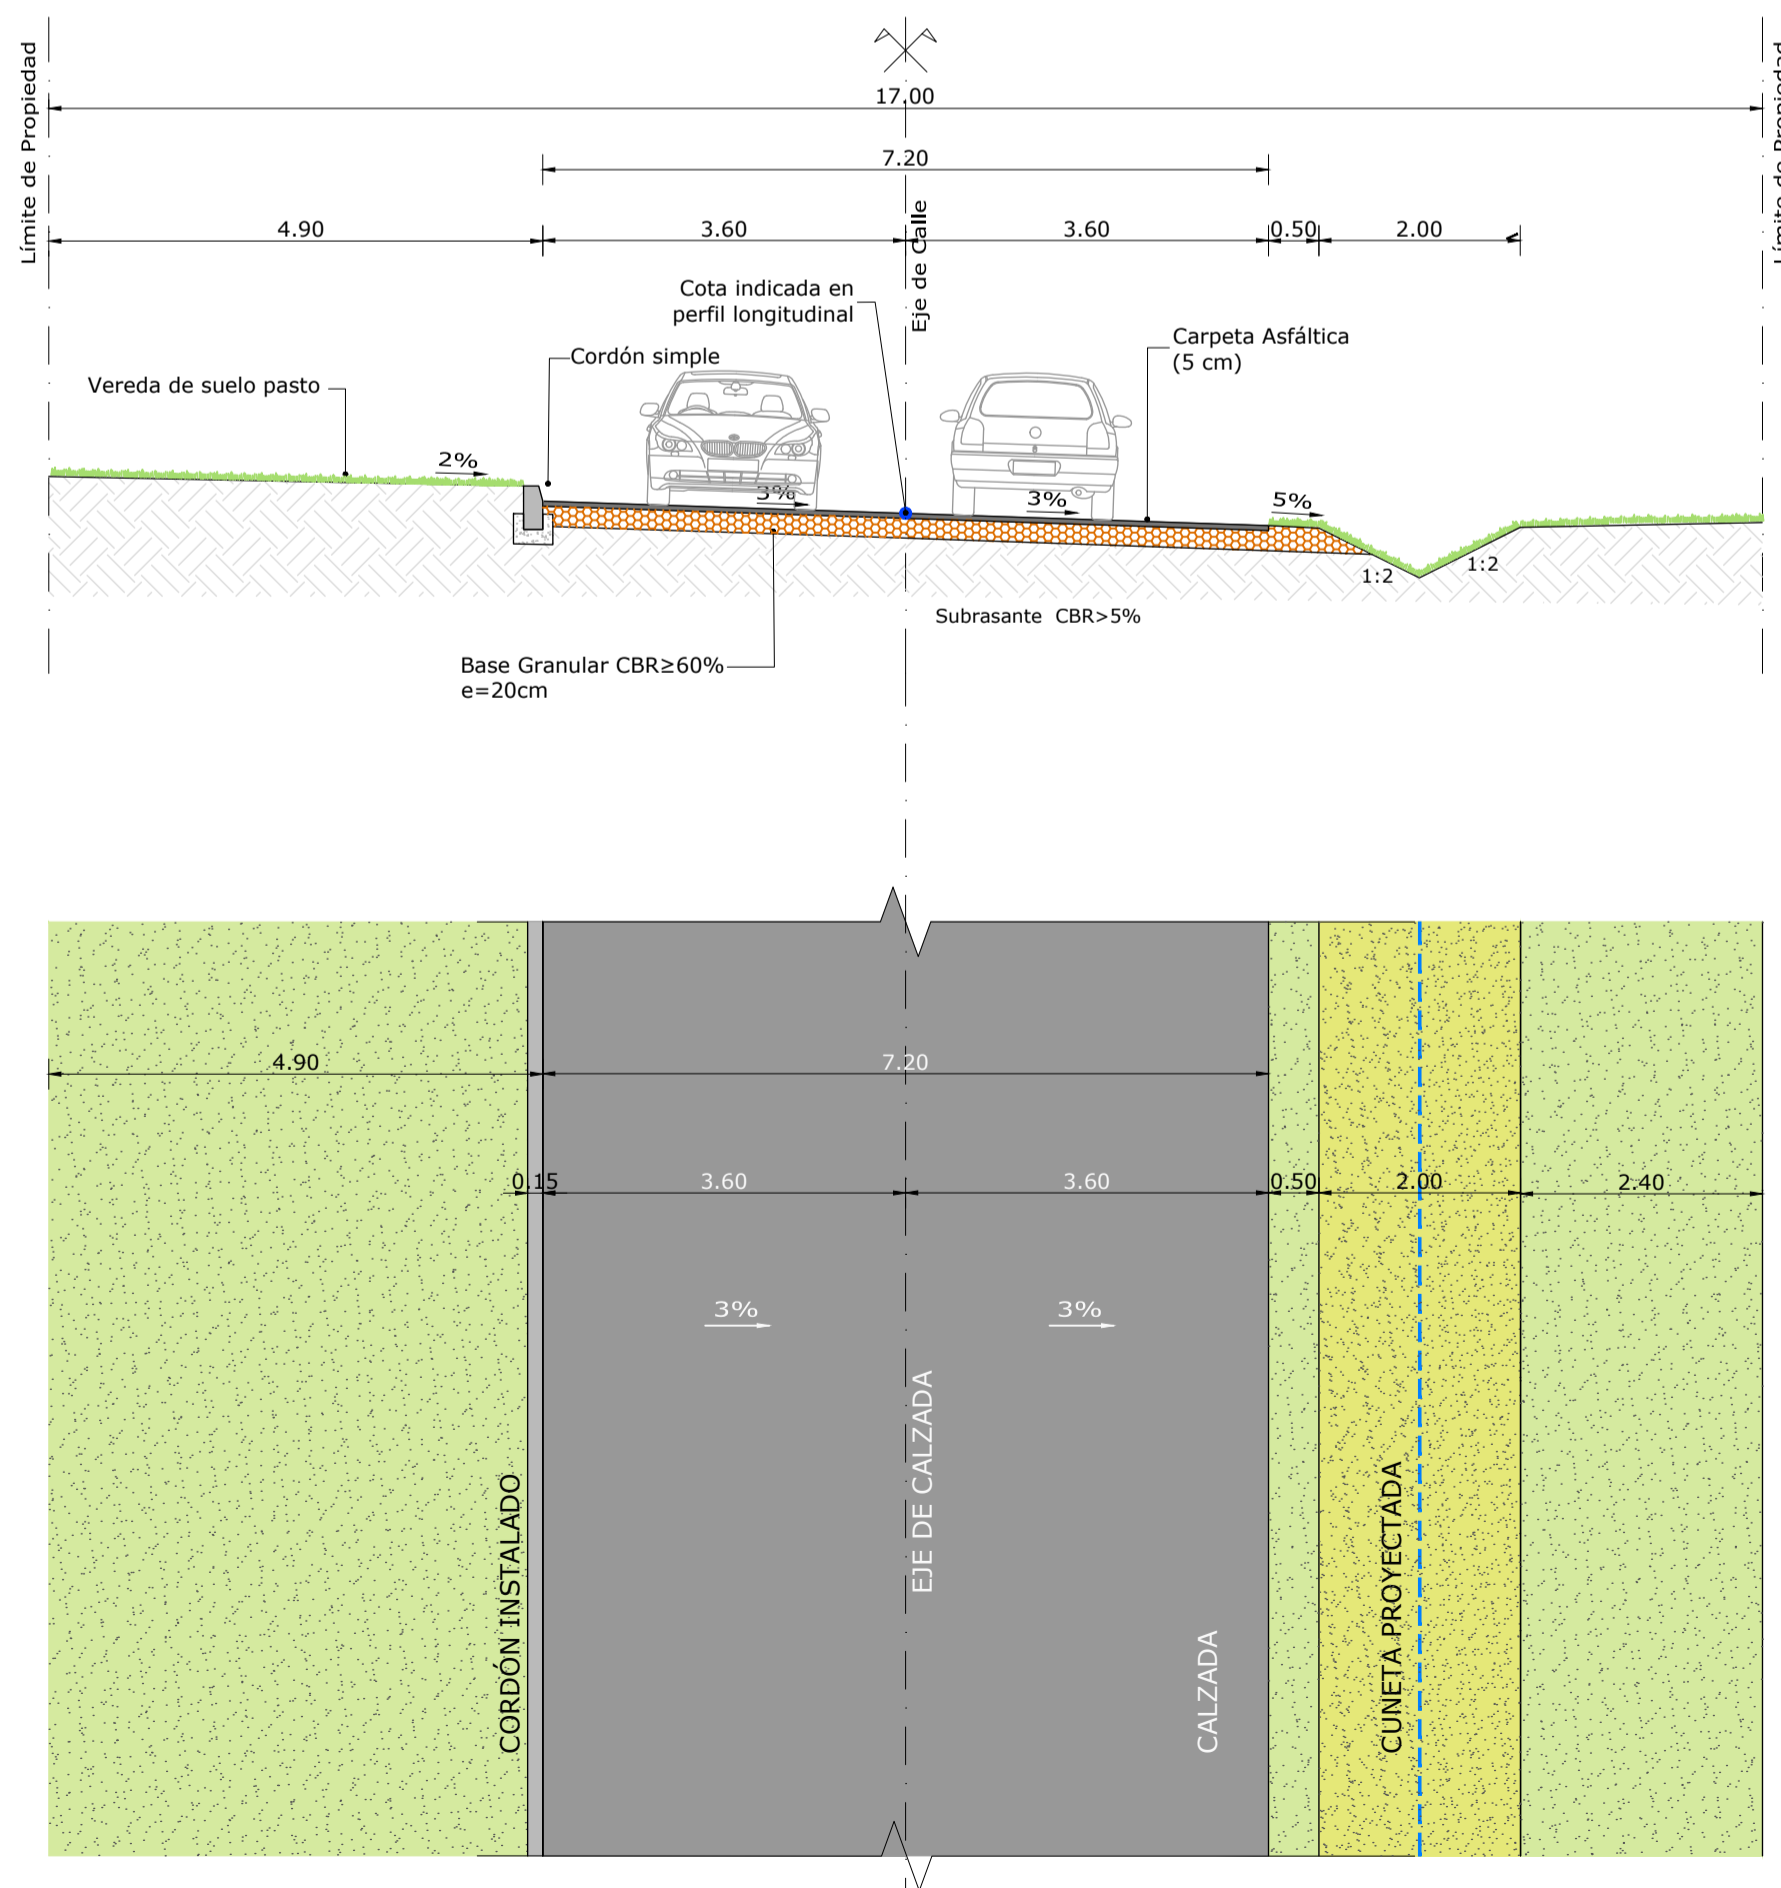 Límite de Propiedad
17.00
Límite de Propiedad
7.20
4.90
3.60
3.60
0.50
2.00
Eje de Calle
Cota indicada en
perfil longitudinal
Carpeta Asfáltica
(5 cm)
Cordón simple
Vereda de suelo pasto
2%
3%
3%
5%
1:2
1:2
Subrasante CBR>5%
Base Granular CBR≥60%
e=20cm
4.90
7.20
0.15
3.60
3.60
0.50
2.00
2.40
3%
3%
EJE DE CALZADA
CORDÓN INSTALADO
CALZADA
CUNETA PROYECTADA